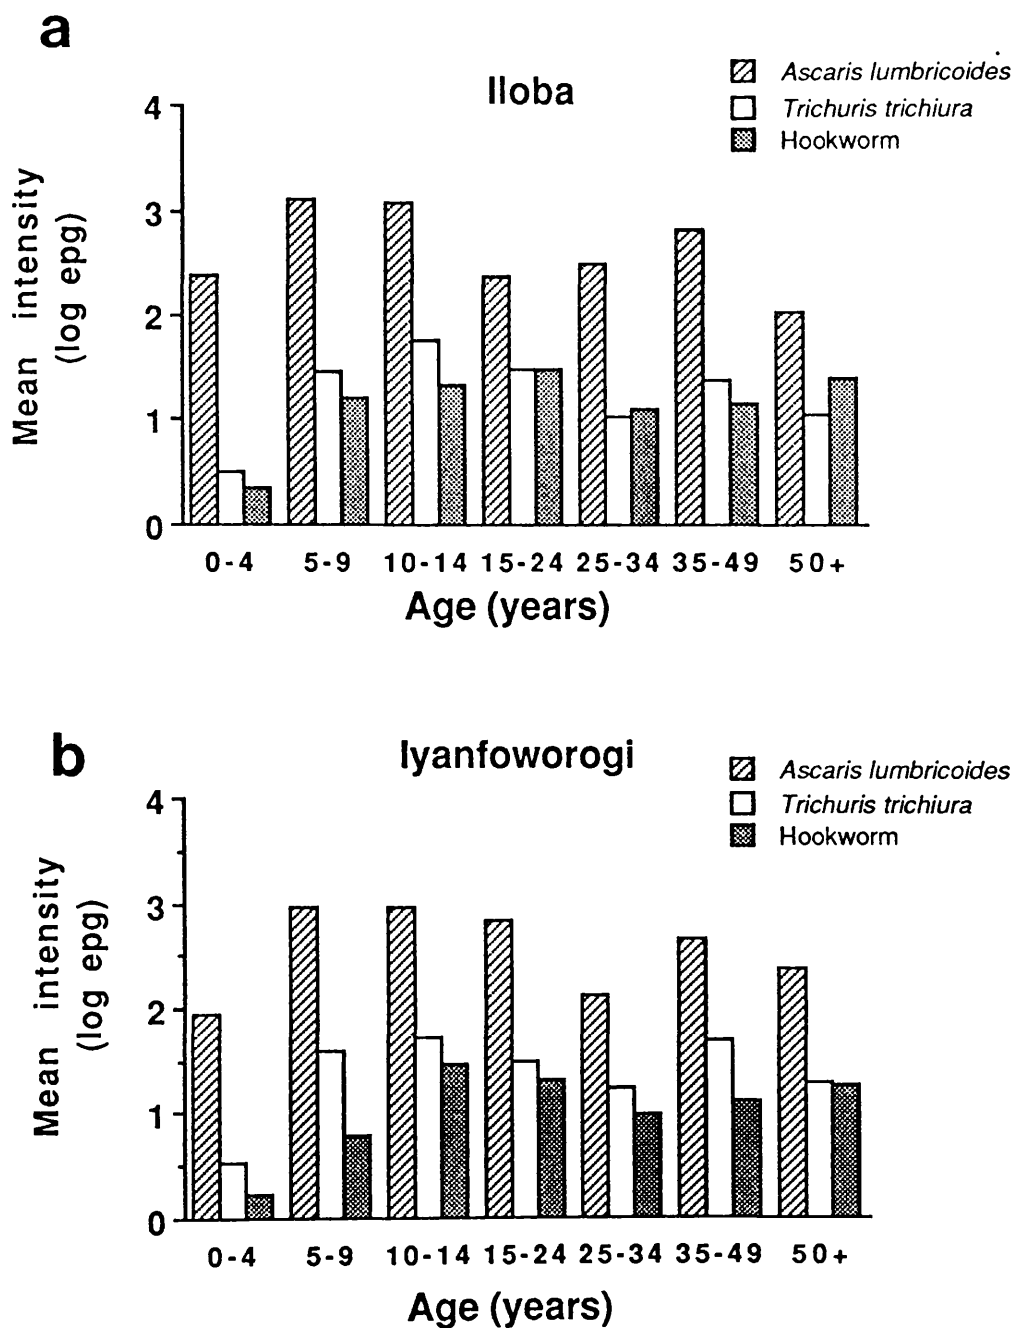 a
Iloba
Ascaris lumbricoides
Trichuris trichiura
Hookworm
Mean intensity
(log epg)
4
3
2
1
0
0-4 5-9 10-14 15-24 25-34 35-49 50+
Age (years)
b
Iyanfoworogi
Ascaris lumbricoides
Trichuris trichiura
Hookworm
Mean intensity
(log epg)
4
3
2
1
0
0-4 5-9 10-14 15-24 25-34 35-49 50+
Age (years)